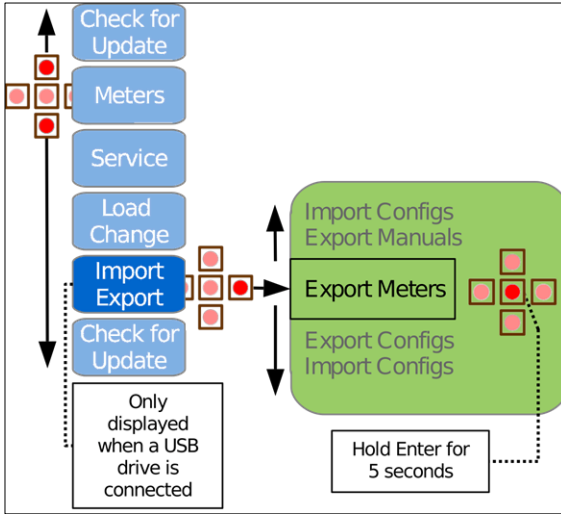 Check for
Update
Meters
Service
Load
Change
Import
Export
Check for
Update
Only
displayed
when a USB
drive is
connected
Import Configs
Export Manuals
Export Meters
Export Configs
Import Configs
Hold Enter for
5 seconds